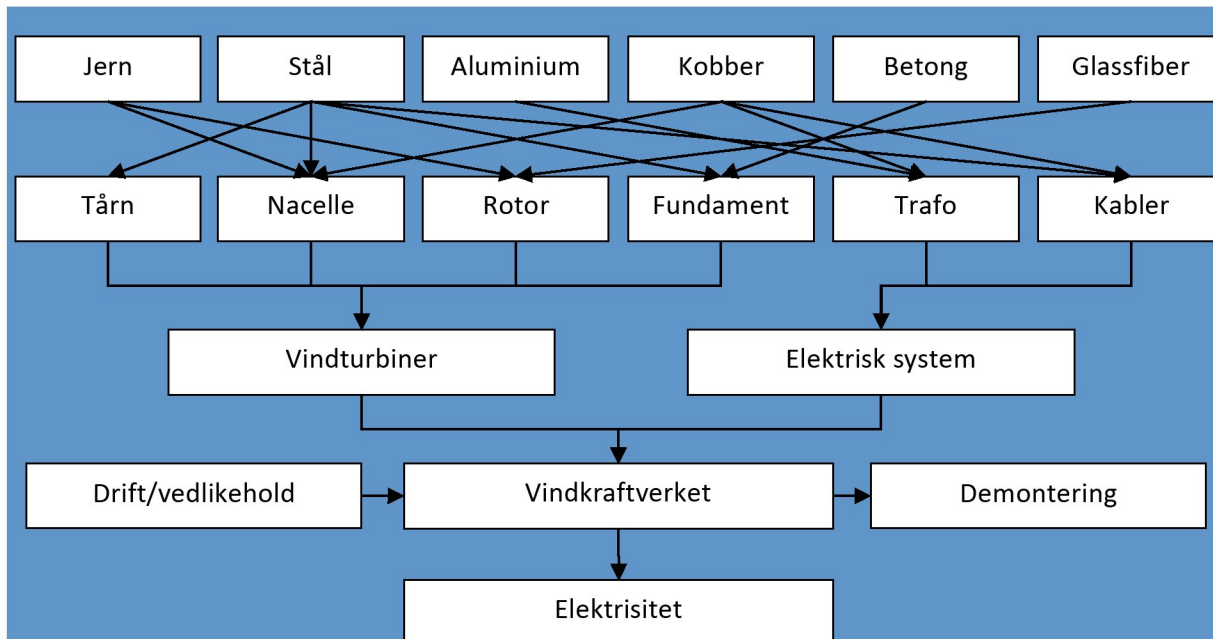 Jern
Stål
Aluminium
Kobber
Betong
Glassfiber
Tårn
Nacelle
Rotor
Fundament
Trafo
Kabler
Vindturbiner
Elektrisk system
Drift/vedlikehold
Vindkraftverket
Demontering
Elektrisitet